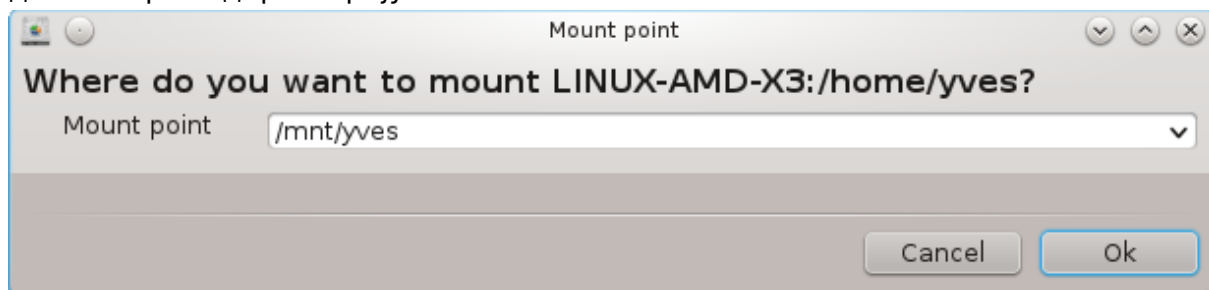 Mount point
Where do you want to mount LINUX-AMD-X3:/home/yves?
Mount point /mnt/yves
Cancel Ok